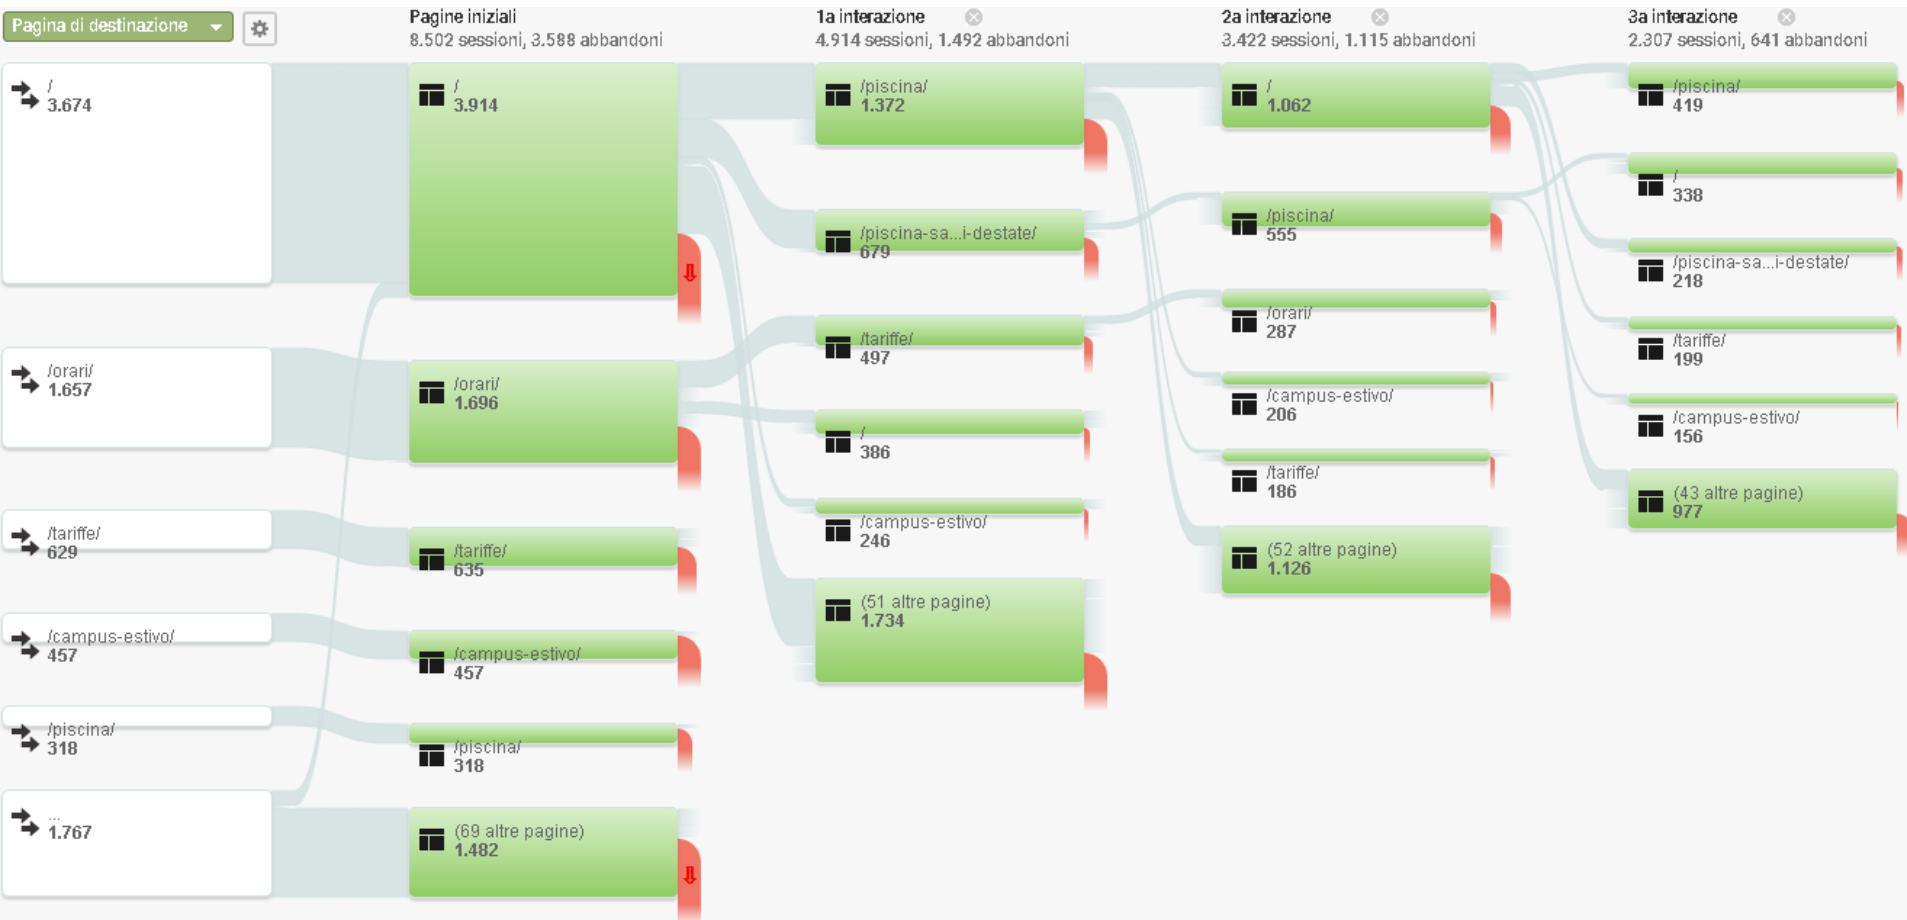 Pagina di destinazione
/
3.674
/orari/
1.657
/tariffe/
629
/campus-estivo/
457
/piscina/
318
...
1.767
Pagine iniziali
8.502 sessioni, 3.588 abbandoni
/
3.914
/orari/
1.696
/tariffe/
635
/campus-estivo/
457
/piscina/
318
(69 altre pagine)
1.482
1a interazione
4.914 sessioni, 1.492 abbandoni
/piscina/
1.372
/piscina-sa...i-destate/
679
/tariffe/
497
/
386
/campus-estivo/
246
(51 altre pagine)
1.734
2a interazione
3.422 sessioni, 1.115 abbandoni
/
1.062
/piscina/
555
/orari/
287
/campus-estivo/
206
/tariffe/
186
(52 altre pagine)
1.126
3a interazione
2.307 sessioni, 641 abbandoni
/piscina/
419
/
338
/piscina-sa...i-destate/
218
/tariffe/
199
/campus-estivo/
156
(43 altre pagine)
977